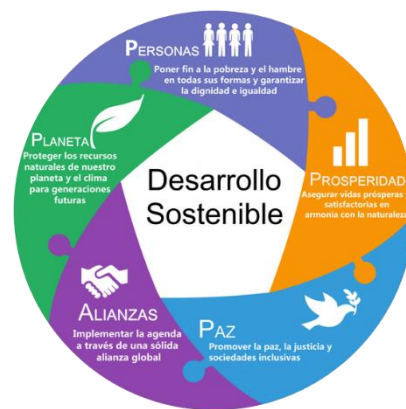 PERSONAS
Poner fin a la pobreza y el hambre
en todas sus formas y garantizar
la dignidad e igualdad
PROSPERIDAD
Asegurar vidas prósperas y
satisfactorias en
armonía con la naturaleza
PAZ
Promover la paz, la justicia y
sociedades inclusivas
ALIANZAS
Implementar la agenda
a través de una sólida
alianza global
PLANETA
Proteger los recursos
naturales de nuestro
planeta y el clima
para generaciones
futuras
Desarrollo
Sostenible